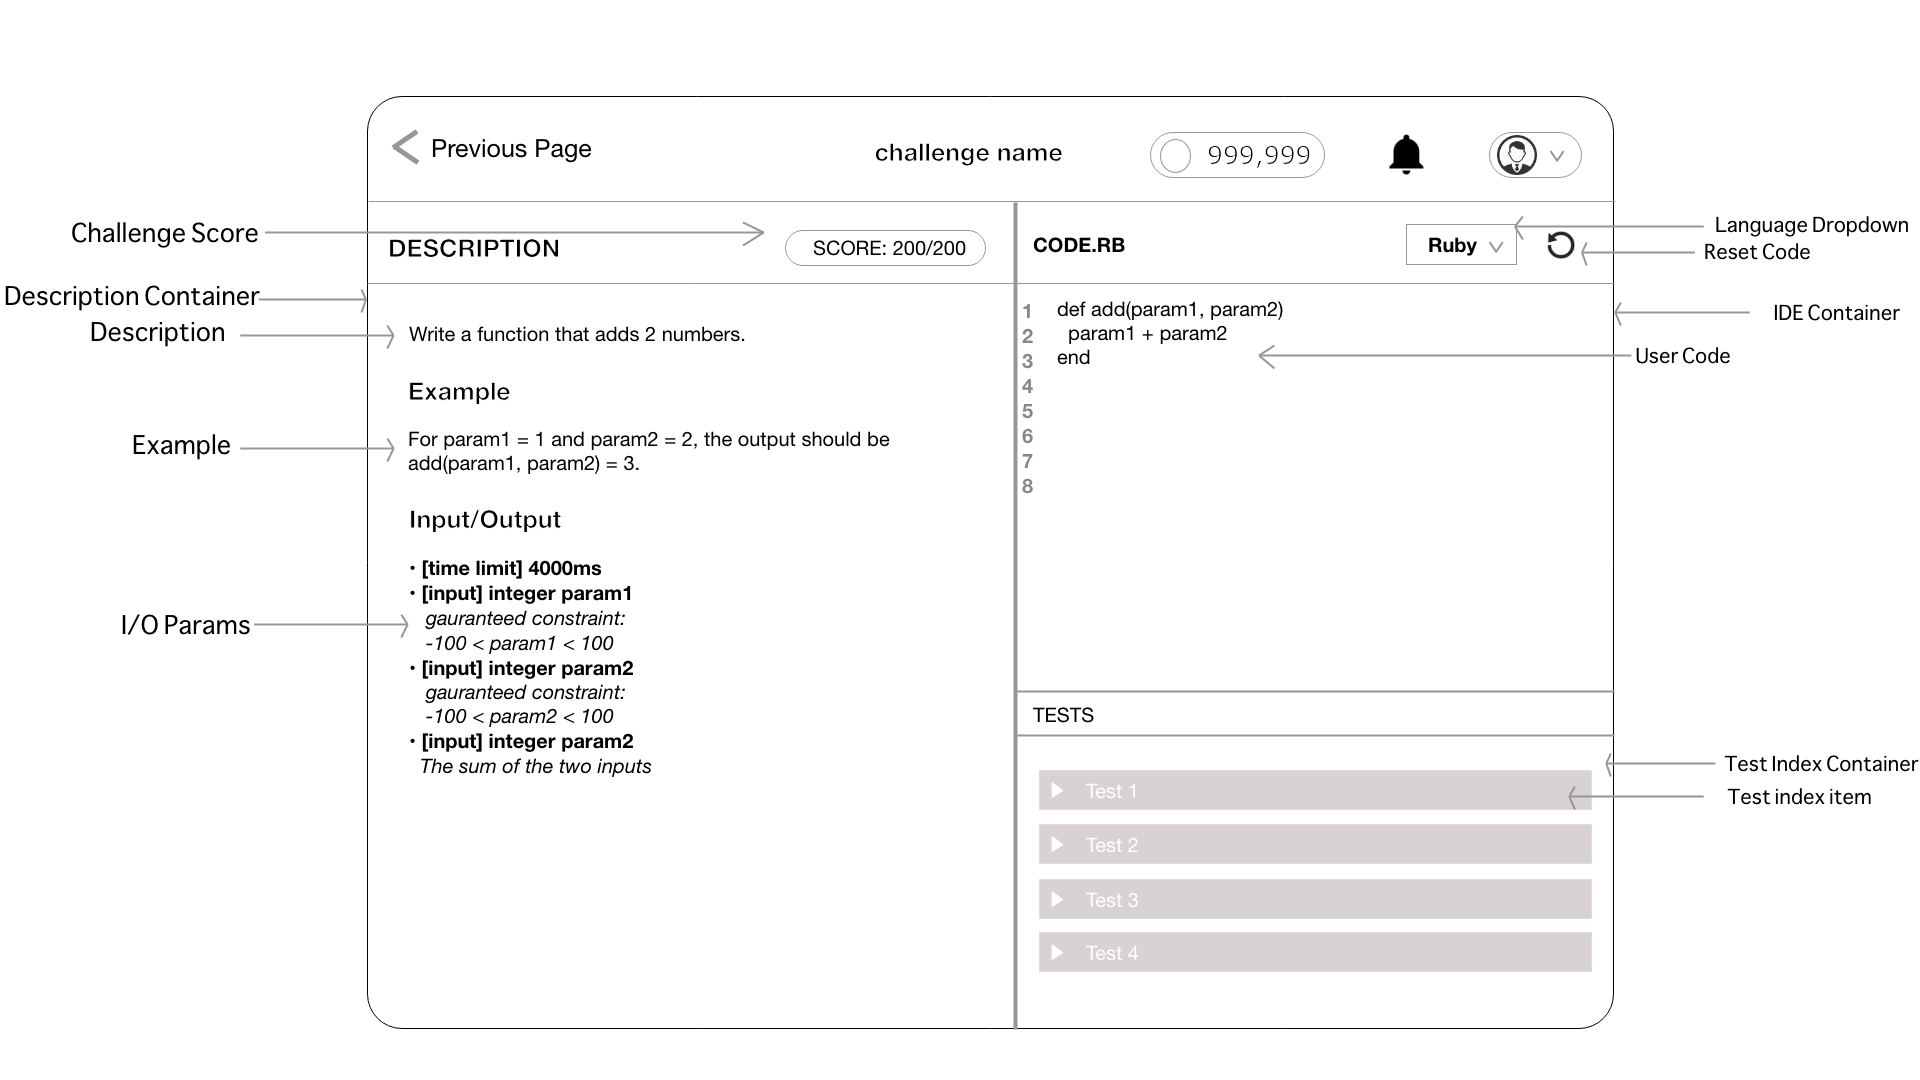 Previous Page
challenge name
999,999
Challenge Score
DESCRIPTION
SCORE: 200/200
CODE.RB
Ruby
Language Dropdown
Reset Code
Description Container
Description
Write a function that adds 2 numbers.
Example
Example
For param1 = 1 and param2 = 2, the output should be
add(param1, param2) = 3.
Input/Output
I/O Params
• [time limit] 4000ms
• [input] integer param1
gauranteed constraint:
-100 < param1 < 100
• [input] integer param2
gauranteed constraint:
-100 < param2 < 100
• [input] integer param2
The sum of the two inputs
1 def add(param1, param2)
2 param1 + param2
3 end
4
5
6
7
8
IDE Container
User Code
TESTS
Test 1
Test 2
Test 3
Test 4
Test Index Container
Test index item